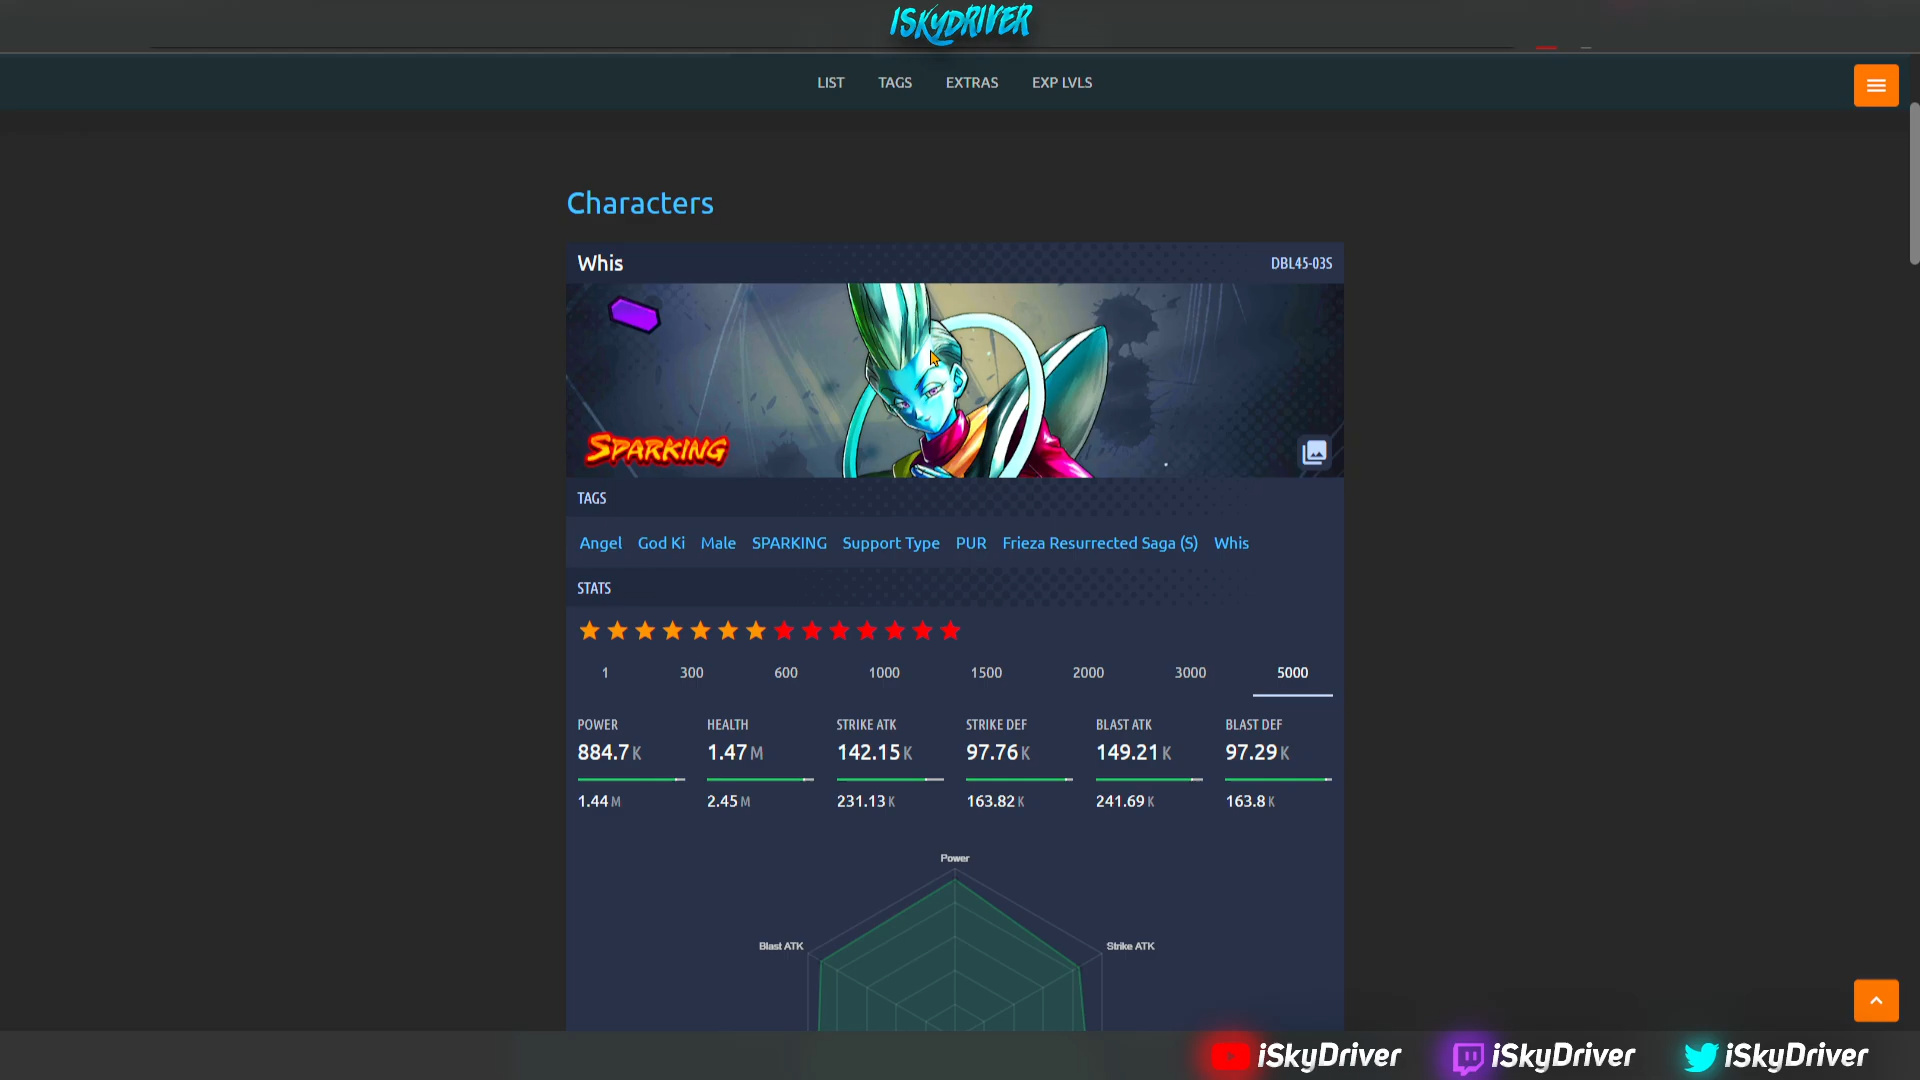 iSKYDRIVER
LIST TAGS EXTRAS EXP LVLS
Characters
Whis DBL45-03S
SPARKING
TAGS
Angel God Ki Male SPARKING Support Type PUR Frieza Resurrected Saga (S) Whis
STATS
1 300 600 1000 1500 2000 3000 5000
POWER HEALTH STRIKE ATK STRIKE DEF BLAST ATK BLAST DEF
884.7 K 1.47 M 142.15 K 97.76 K 149.21 K 97.29 K
1.44 M 2.45 M 231.13 K 163.82 K 241.69 K 163.8 K
Power
Blast ATK Strike ATK
iSkyDriver iSkyDriver iSkyDriver